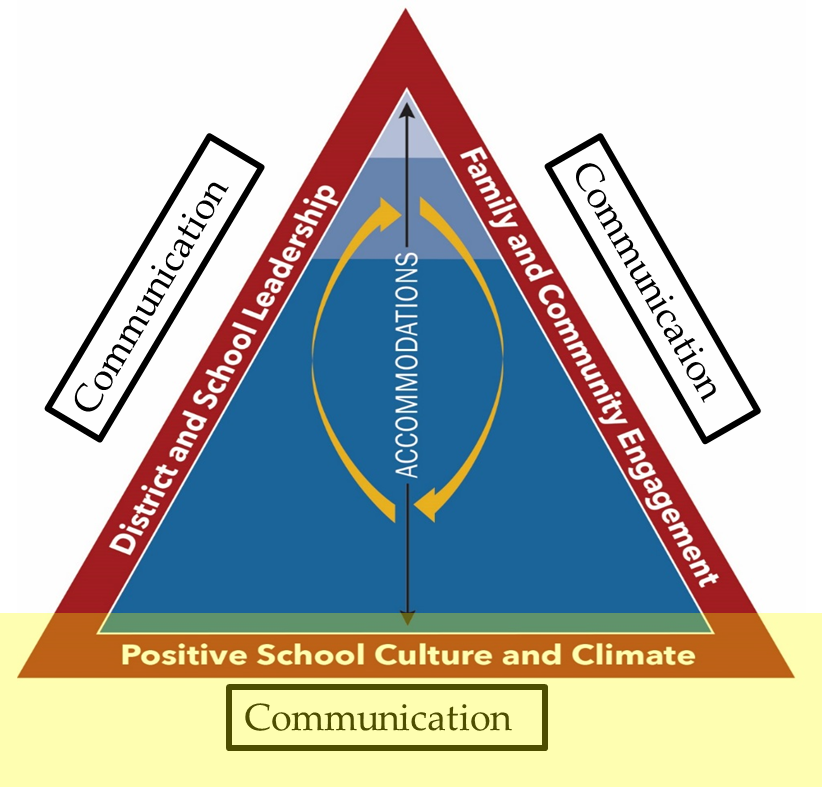 Communication
District and School Leadership
ACCOMMODATIONS
Family and Community Engagement
Communication
Positive School Culture and Climate
Communication